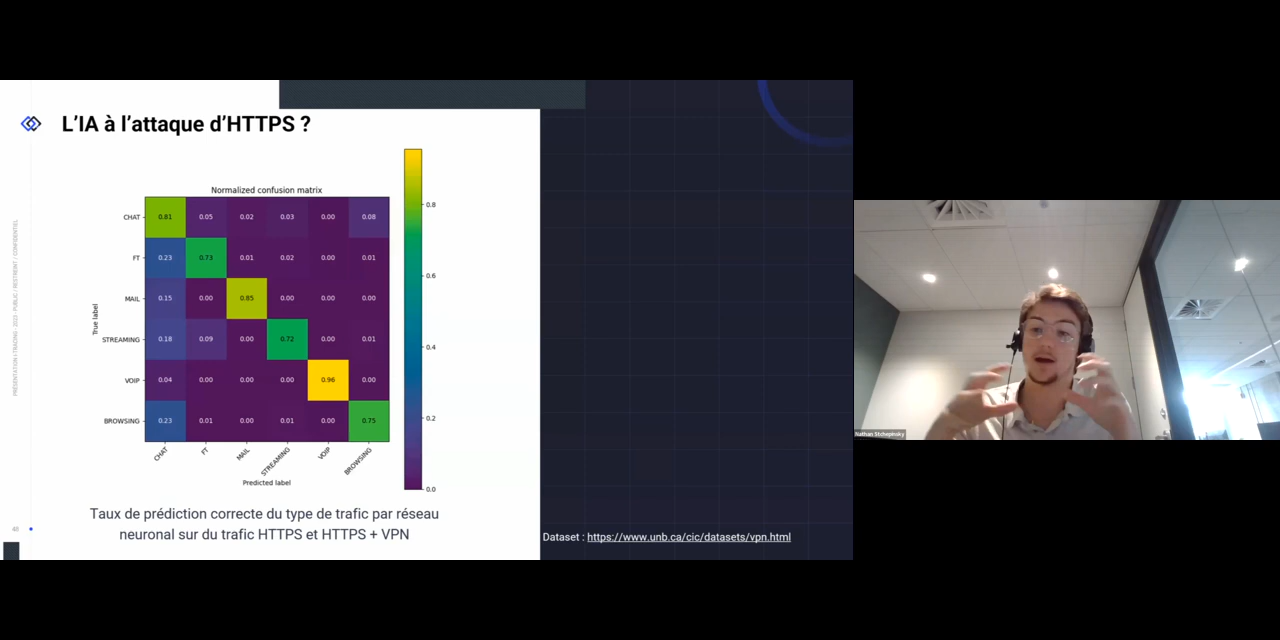 L'IA à l'attaque d'HTTPS ?
PRÉSENTATION I-TRACING - 2023 - PUBLIC / RESTREINT / CONFIDENTIEL
Normalized confusion matrix
True label
CHAT 0.81 0.05 0.02 0.03 0.00 0.08
FT 0.23 0.73 0.01 0.02 0.00 0.01
MAIL 0.15 0.00 0.85 0.00 0.00 0.00
STREAMING 0.18 0.09 0.00 0.72 0.00 0.01
VOIP 0.04 0.00 0.00 0.00 0.96 0.00
BROWSING 0.23 0.01 0.00 0.01 0.00 0.75
CHAT FT MAIL STREAMING VOIP BROWSING
Predicted label
0.8
0.6
0.4
0.2
0.0
Taux de prédiction correcte du type de trafic par réseau
neuronal sur du trafic HTTPS et HTTPS + VPN
48
Dataset : https://www.unb.ca/cic/datasets/vpn.html
Nathan Stchepinsky